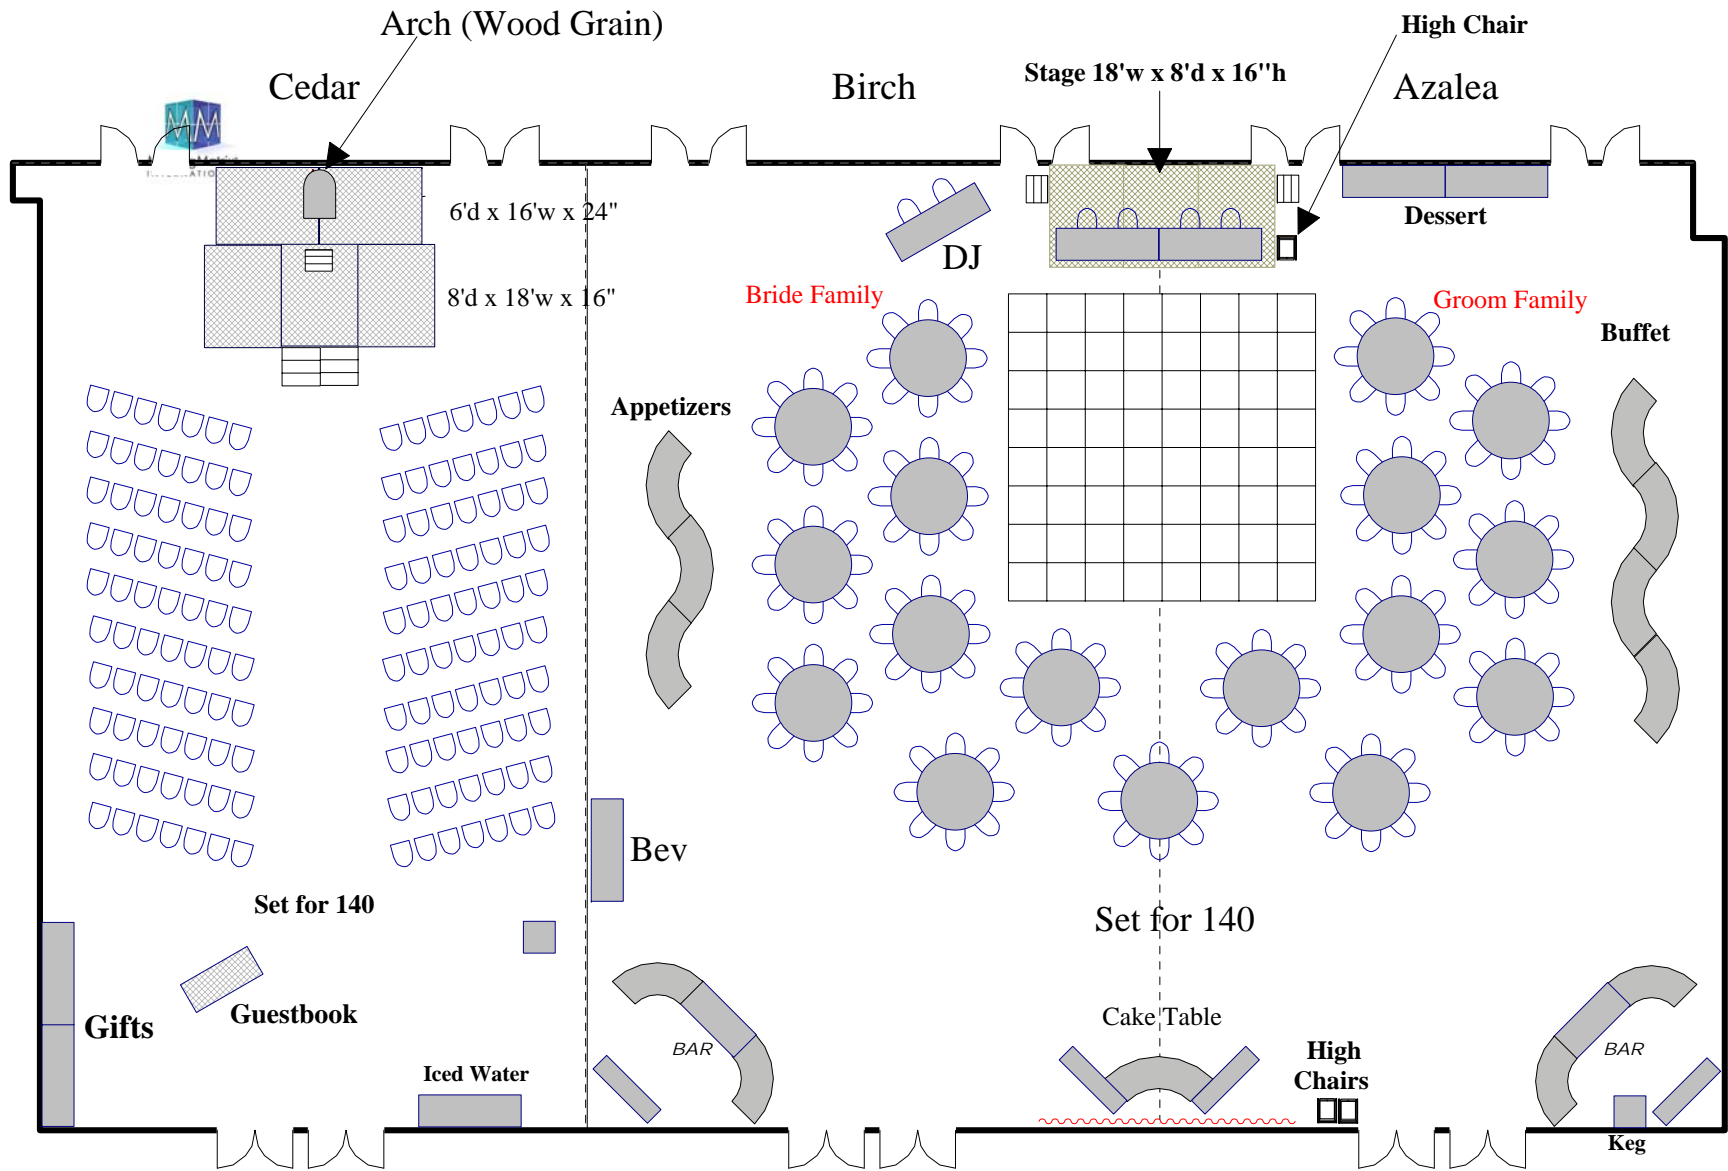 Arch (Wood Grain)
High Chair
Cedar
Birch
Stage 18'w x 8'd x 16''h
Azalea
MM
6'd x 16'w x 24"
DJ
Dessert
8'd x 18'w x 16"
Bride Family
Groom Family
Buffet
Appetizers
Bev
Set for 140
Set for 140
Gifts
Guestbook
Iced Water
BAR
Cake Table
High
Chairs
BAR
Keg